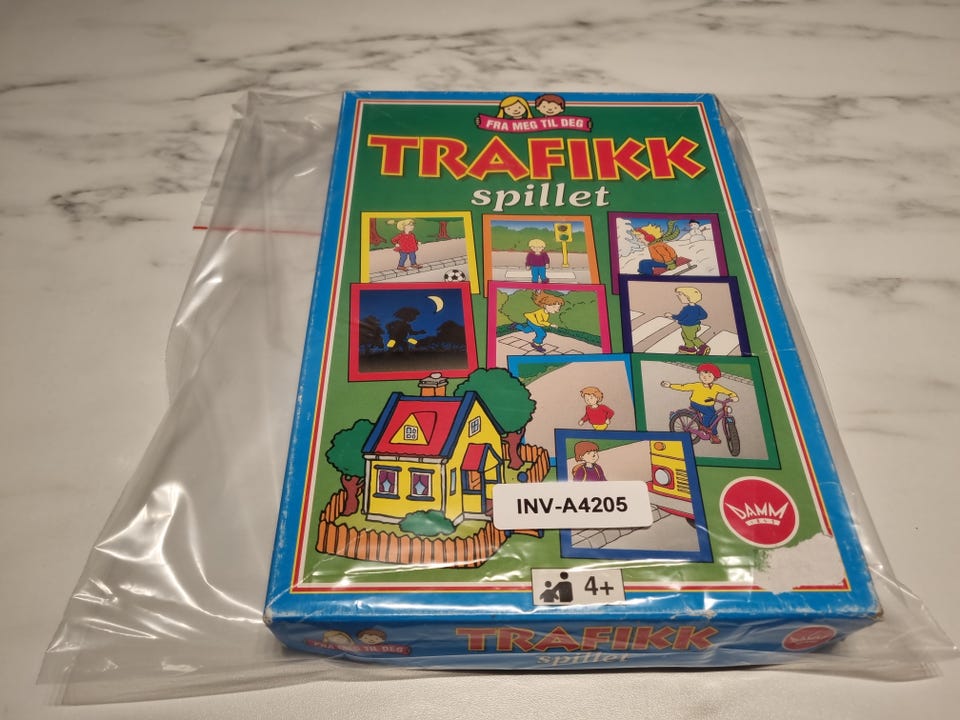 FRA MEG TIL DEG
TRAFIKK
spillet
INV-A4205
DAMM
4+
FRA MEG TIL DEG
TRAFIKK
spillet